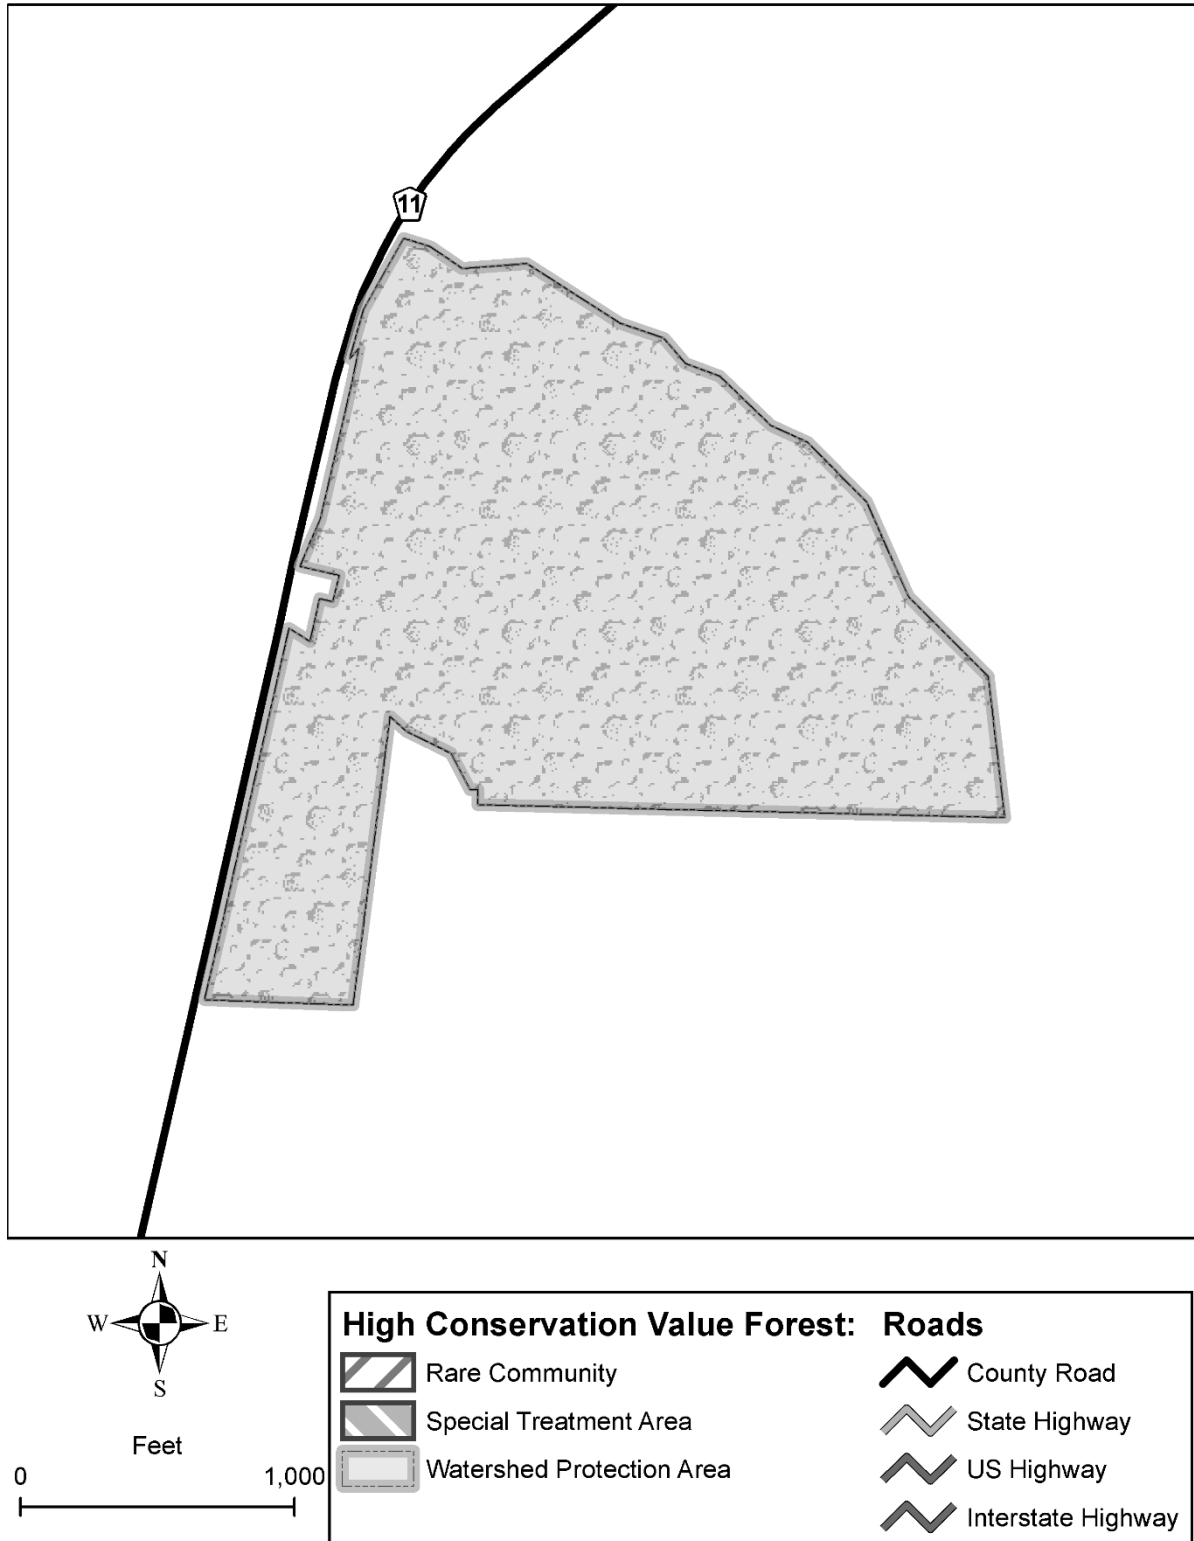 11
N
W E
S
Feet
0 1,000
High Conservation Value Forest:
Rare Community
Special Treatment Area
Watershed Protection Area
Roads
County Road
State Highway
US Highway
Interstate Highway